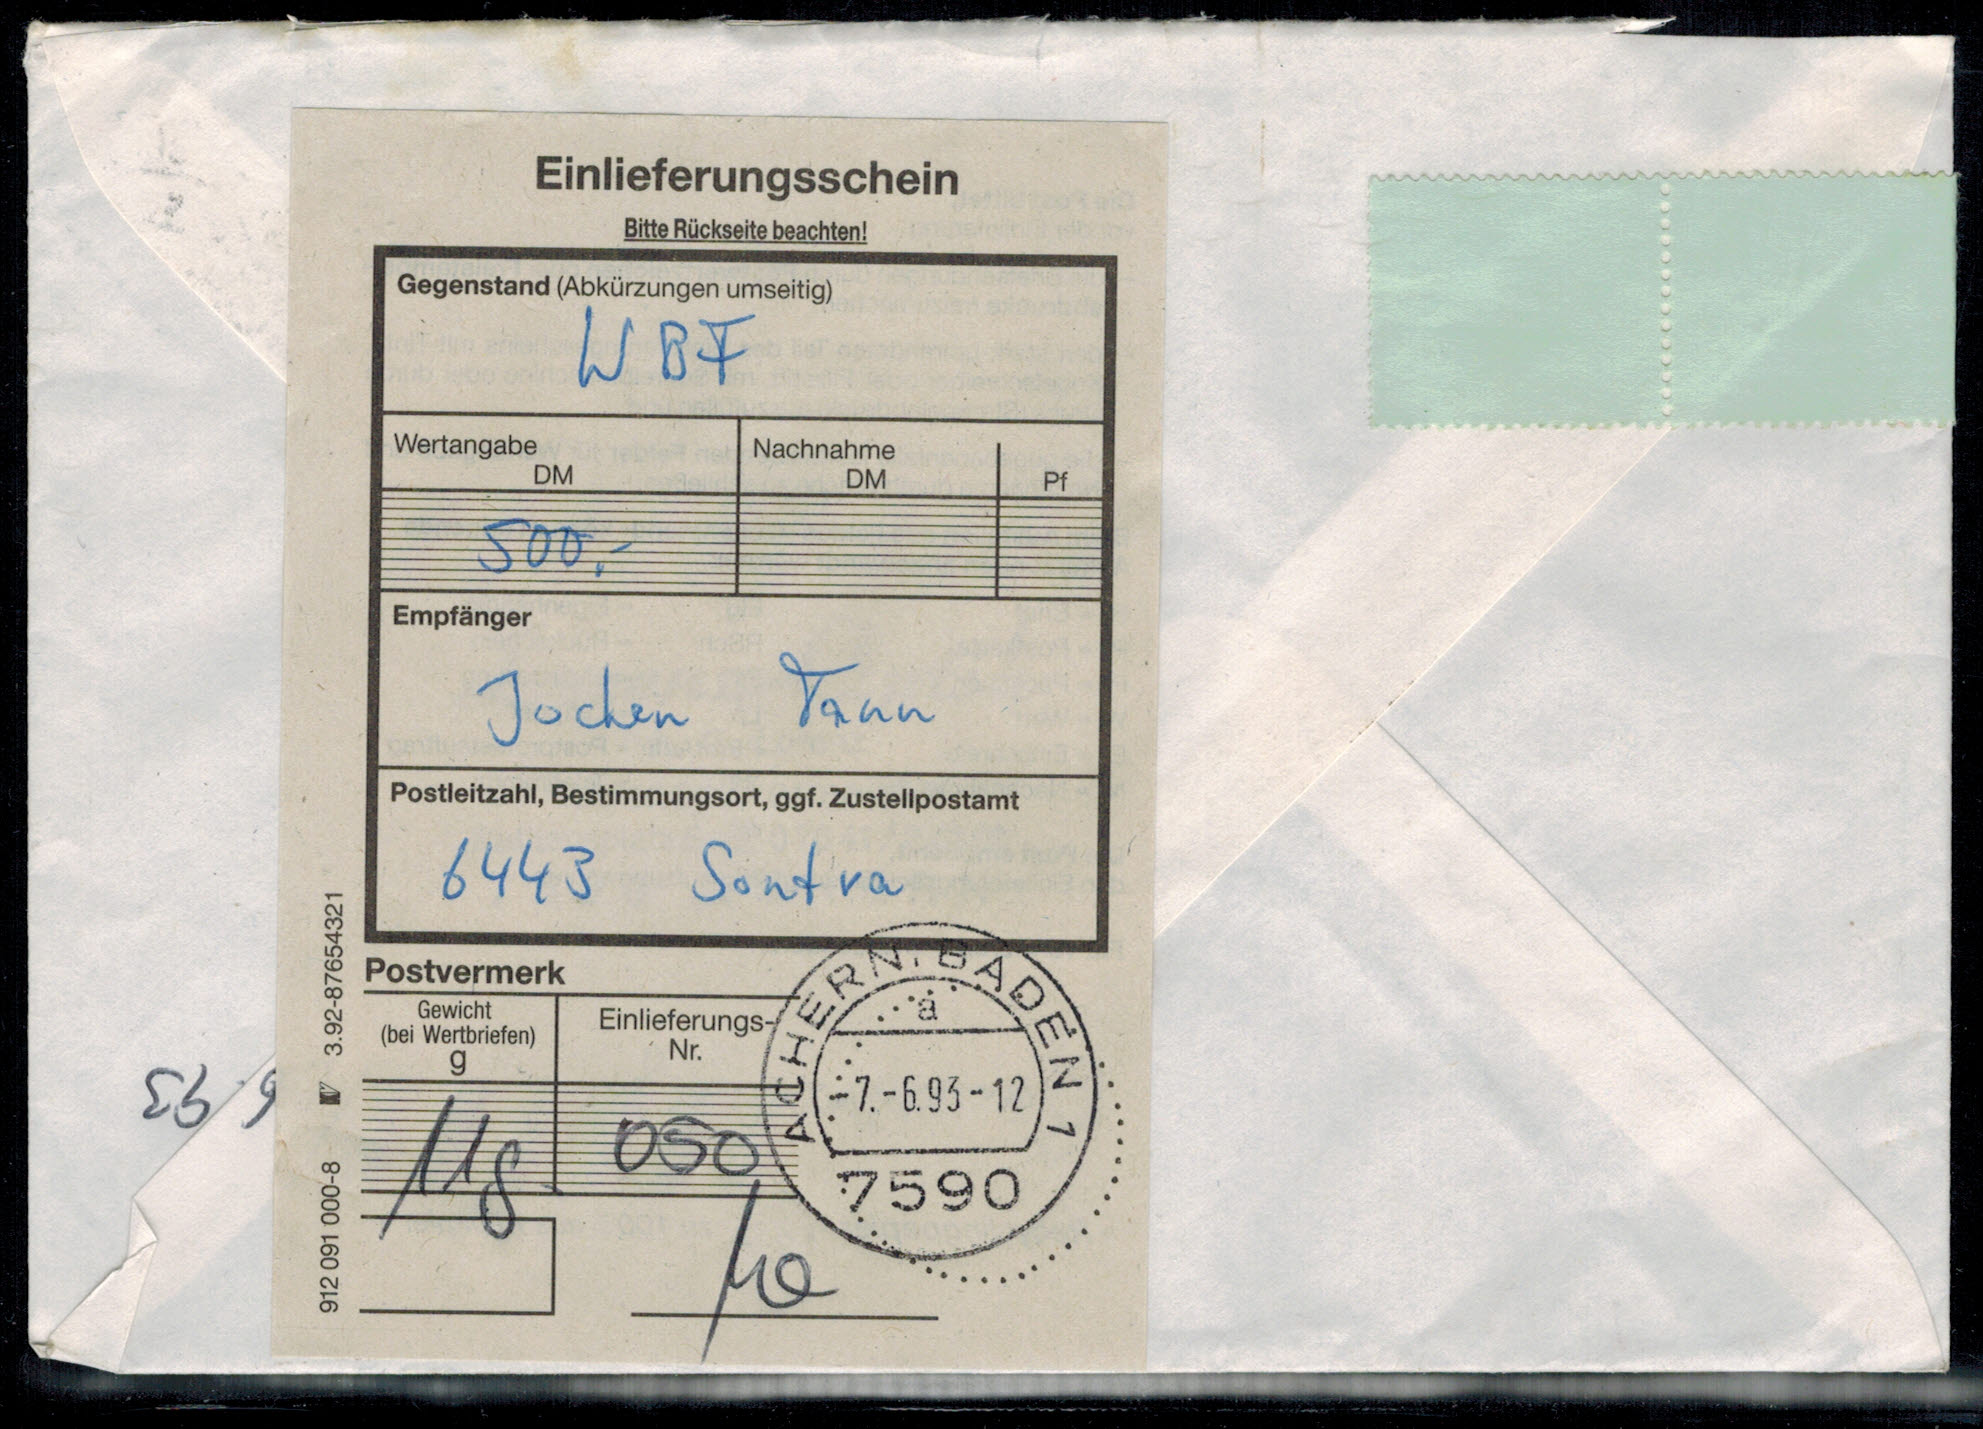 Einlieferungsschein
Bitte Rückseite beachten!
Gegenstand (Abkürzungen umseitig)
WBF
Wertangabe
DM
Nachnahme
DM
Pf
500,-
Empfänger
Jochen Tann
Postleitzahl, Bestimmungsort, ggf. Zustellpostamt
6443 Sontra
Postvermerk
Gewicht
(bei Wertbriefen)
g
Einlieferungs-
Nr.
11g
050
ACHERN, BADEN 1
a
-7.-6.93-12
7590
912 091 000-8 3.92-87654321